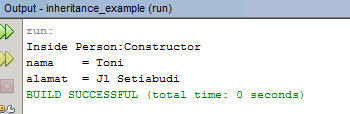 Output - inheritance_example (run)
run:
Inside Person:Constructor
nama    = Toni
alamat  = Jl Setiabudi
BUILD SUCCESSFUL (total time: 0 seconds)